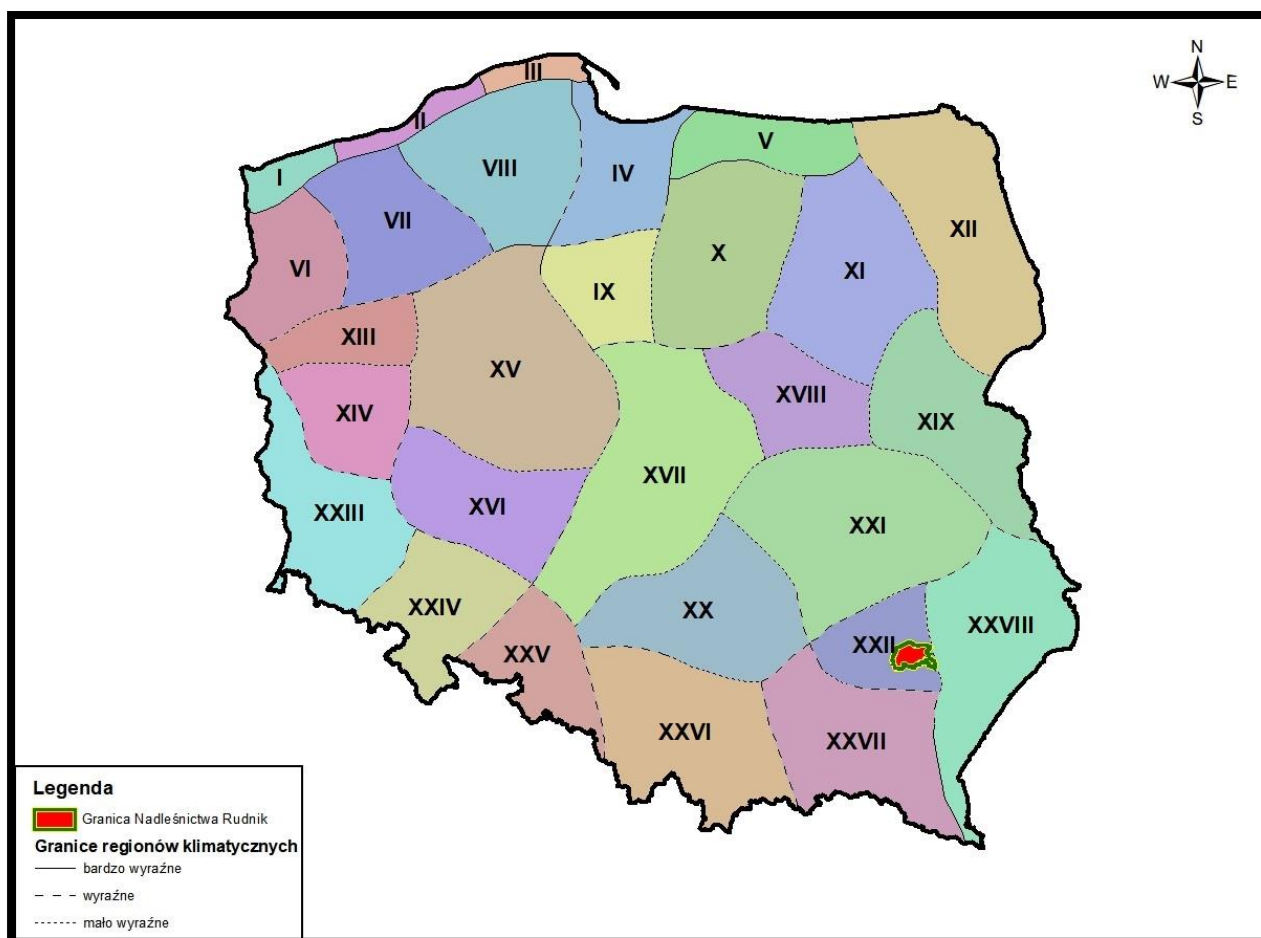 N
W E
S
III
II
I
V
VIII
IV
VII
XII
X
VI
XI
IX
XIII
XV
XVIII
XIV
XIX
XVII
XVI
XXIII
XXI
XXIV
XX
XXVIII
XXII
XXV
XXVI
XXVII
Legenda
Granica Nadleśnictwa Rudnik
Granice regionów klimatycznych
bardzo wyraźne
wyraźne
mało wyraźne